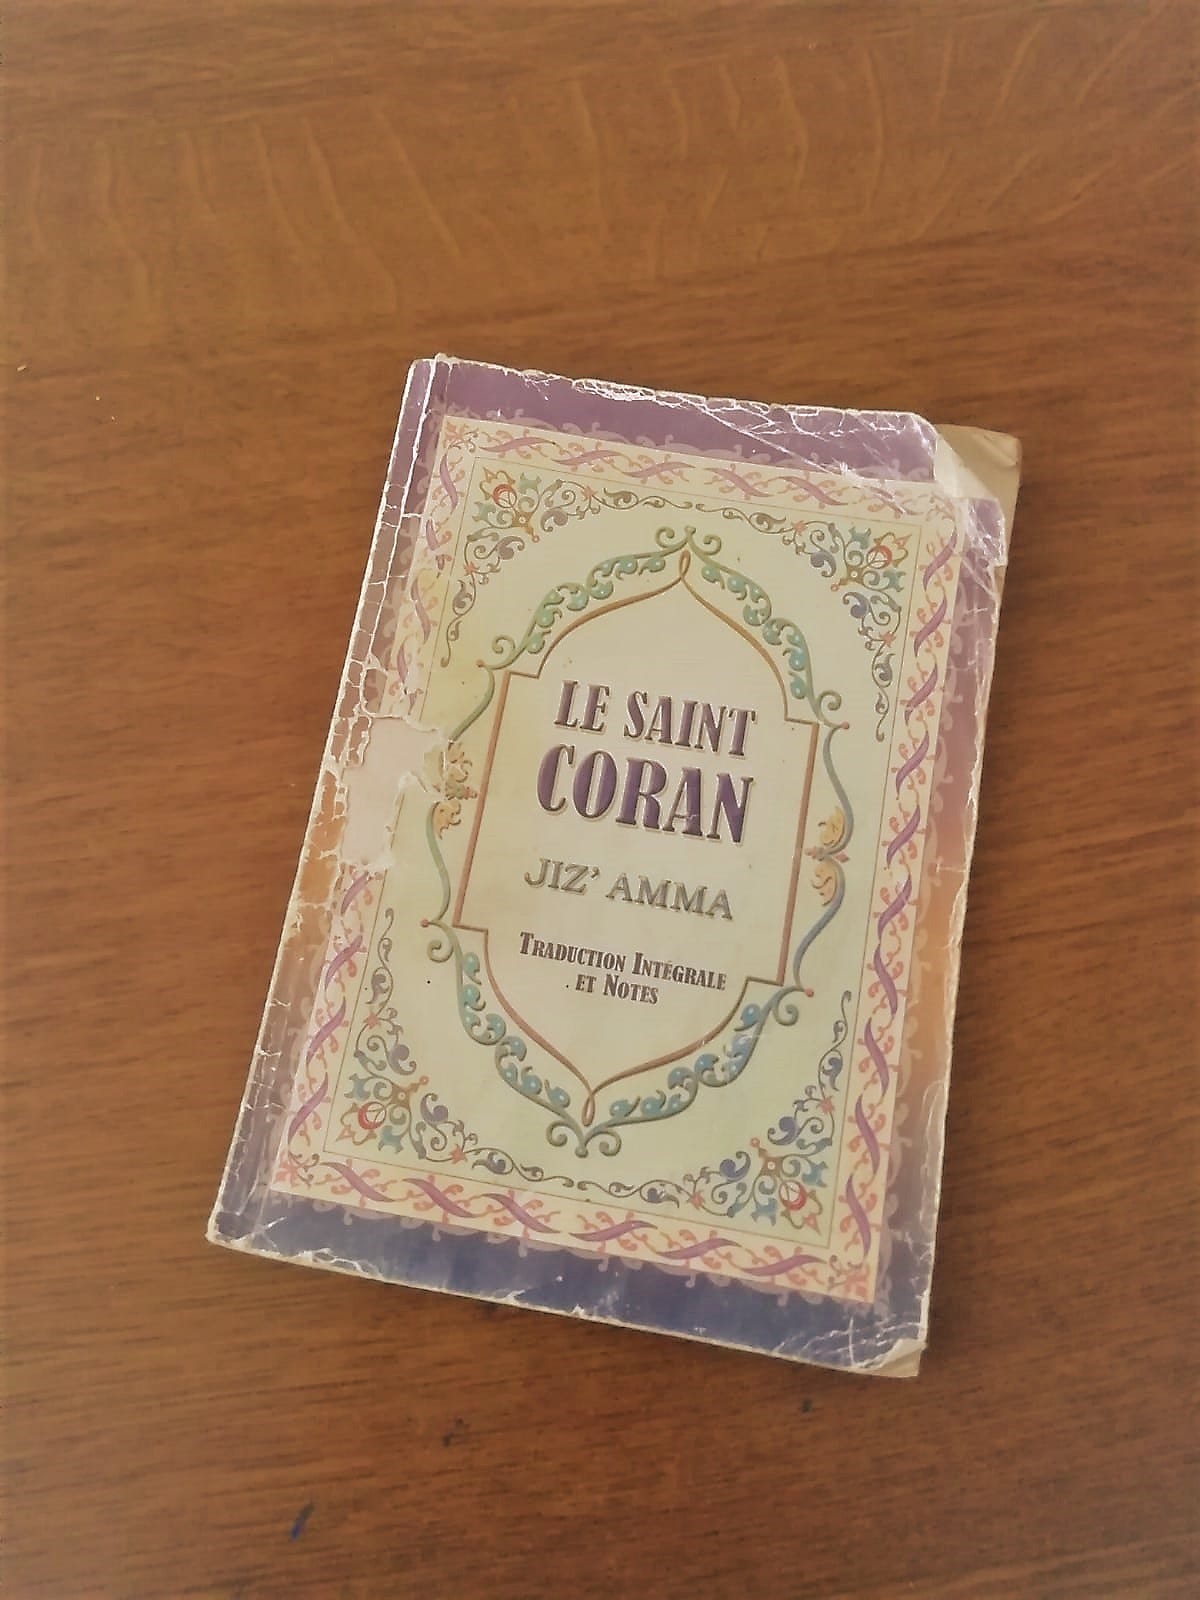 LE SAINT
CORAN
JIZ' AMMA
TRADUCTION INTÉGRALE
ET NOTES